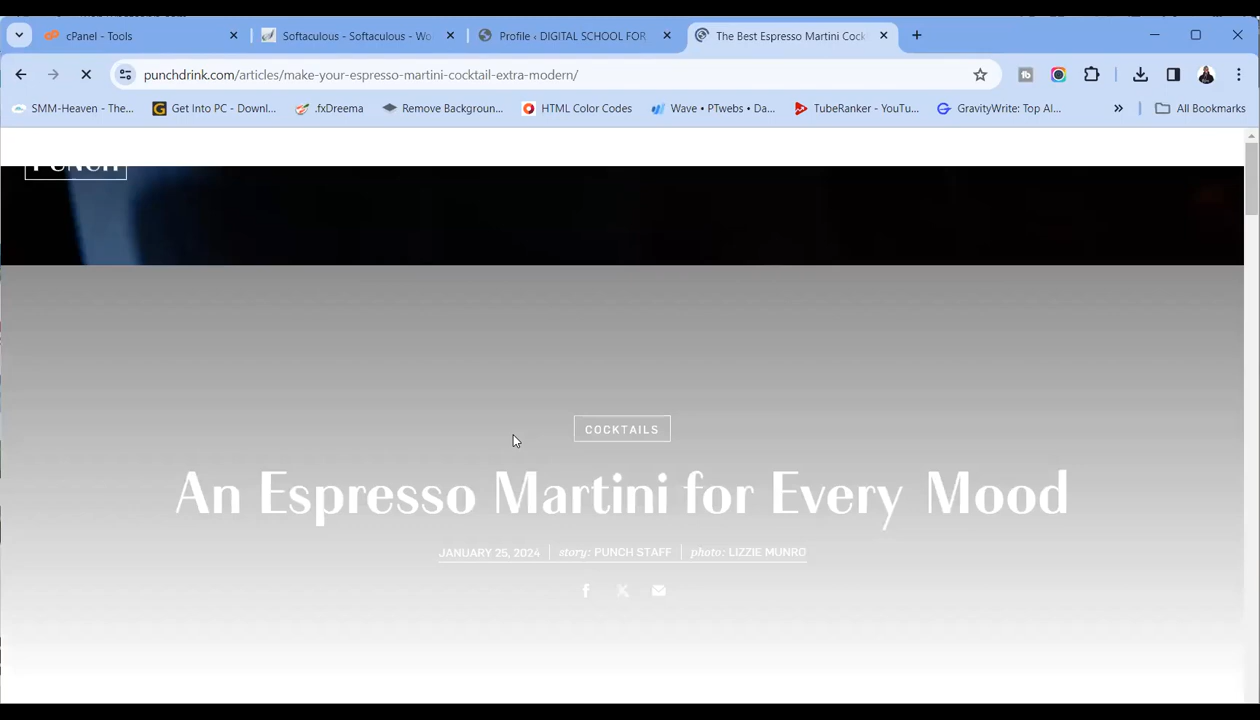 cPanel - Tools
Softaculous - Softaculous - Wo
Profile ‹ DIGITAL SCHOOL FOR
The Best Espresso Martini Cock
punchdrink.com/articles/make-your-espresso-martini-cocktail-extra-modern/
SMM-Heaven - The...
Get Into PC - Downl...
.fxDreema
Remove Backgroun...
HTML Color Codes
Wave • PTwebs • Da...
TubeRanker - YouTu...
GravityWrite: Top AI...
All Bookmarks
PUNCH
COCKTAILS
An Espresso Martini for Every Mood
JANUARY 25, 2024 | story: PUNCH STAFF | photo: LIZZIE MUNRO